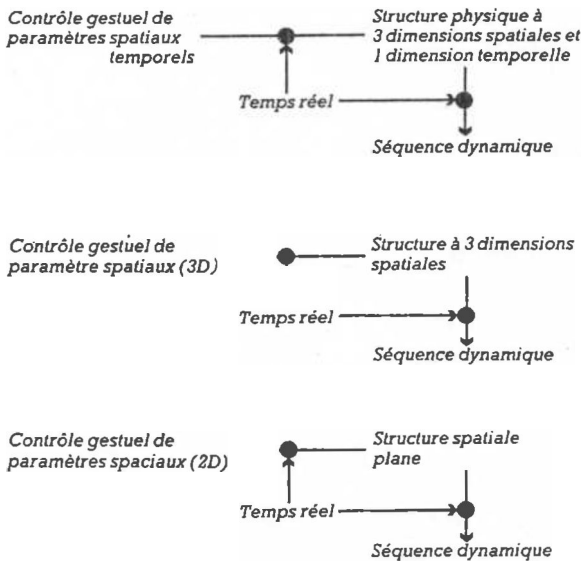 Contrôle gestuel de
paramètres spatiaux
temporels
Structure physique à
3 dimensions spatiales et
1 dimension temporelle
Temps réel
Séquence dynamique
Contrôle gestuel de
paramètre spatiaux (3D)
Structure à 3 dimensions
spatiales
Temps réel
Séquence dynamique
Contrôle gestuel de
paramètres spaciaux (2D)
Structure spatiale
plane
Temps réel
Séquence dynamique